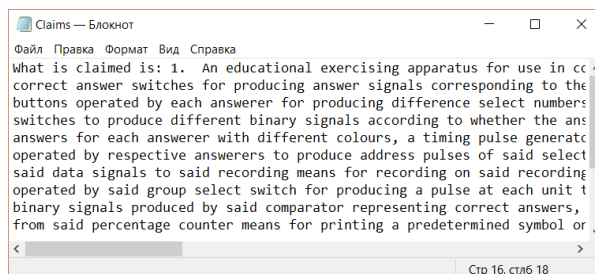 Claims — Блокнот
Файл Правка Формат Вид Справка
What is claimed is: 1. An educational exercising apparatus for use in
correct answer switches for producing answer signals corresponding to the
buttons operated by each answerer for producing difference select numbers
switches to produce different binary signals according to whether the
answers for each answerer with different colours, a timing pulse
operated by respective answerers to produce address pulses of said select
said data signals to said recording means for recording on said recording
operated by said group select switch for producing a pulse at each unit
binary signals produced by said comparator representing correct answers,
from said percentage counter means for printing a predetermined symbol
Стр 16, стлб 18